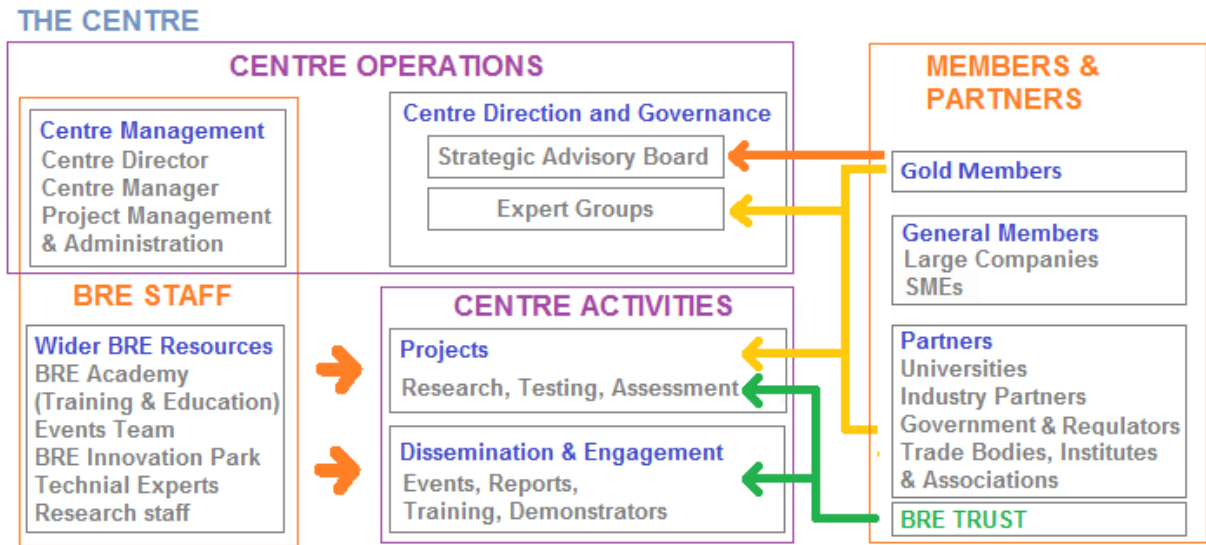 THE CENTRE
CENTRE OPERATIONS
Centre Management
Centre Director
Centre Manager
Project Management
& Administration
Centre Direction and Governance
Strategic Advisory Board
Expert Groups
BRE STAFF
Wider BRE Resources
BRE Academy
(Training & Education)
Events Team
BRE Innovation Park
Technial Experts
Research staff
CENTRE ACTIVITIES
Projects
Research, Testing, Assessment
Dissemination & Engagement
Events, Reports,
Training, Demonstrators
MEMBERS &
PARTNERS
Gold Members
General Members
Large Companies
SMEs
Partners
Universities
Industry Partners
Government & Regulators
Trade Bodies, Institutes
& Associations
BRE TRUST